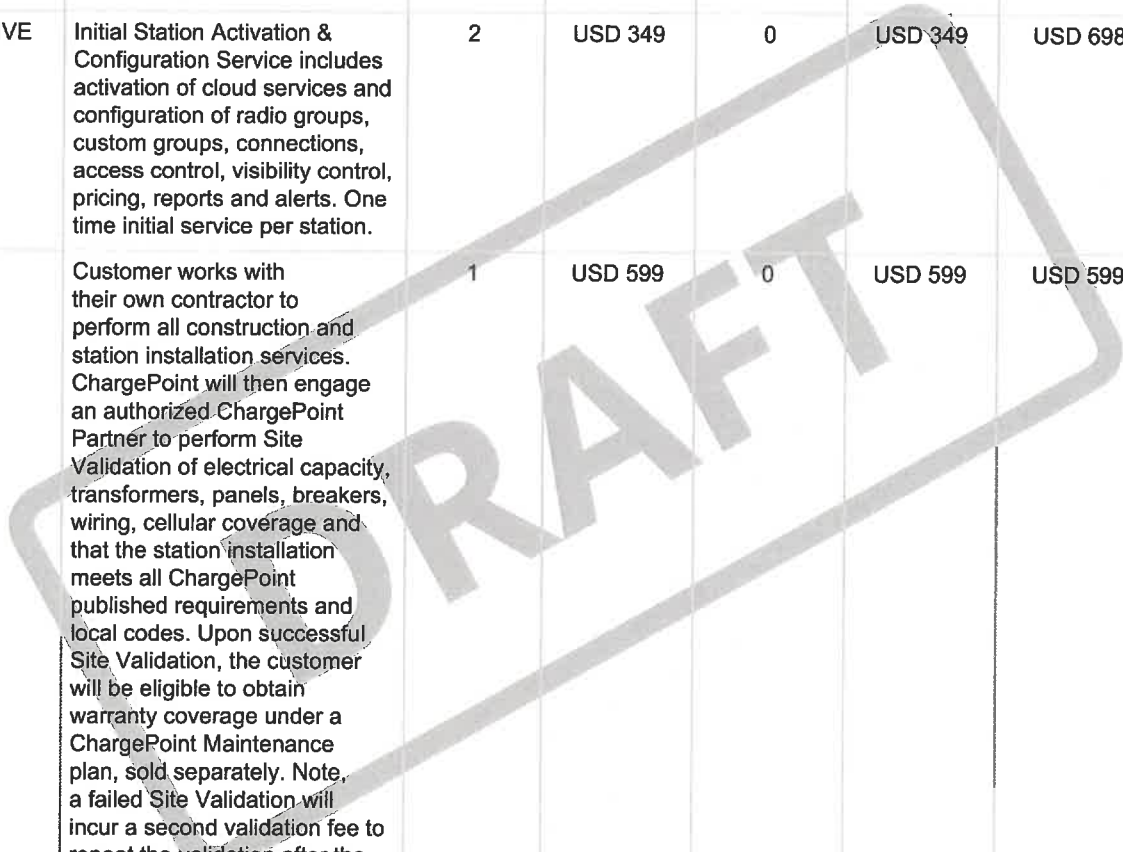 VE Initial Station Activation & 2 USD 349 0 USD 349 USD 698
Configuration Service includes
activation of cloud services and
configuration of radio groups,
custom groups, connections,
access control, visibility control,
pricing, reports and alerts. One
time initial service per station.
Customer works with 1 USD 599 0 USD 599 USD 599
their own contractor to
perform all construction and
station installation services.
ChargePoint will then engage
an authorized ChargePoint
Partner to perform Site
Validation of electrical capacity,
transformers, panels, breakers,
wiring, cellular coverage and
that the station installation
meets all ChargePoint
published requirements and
local codes. Upon successful
Site Validation, the customer
will be eligible to obtain
warranty coverage under a
ChargePoint Maintenance
plan, sold separately. Note,
a failed Site Validation will
incur a second validation fee to
repeat the validation after the
DRAFT